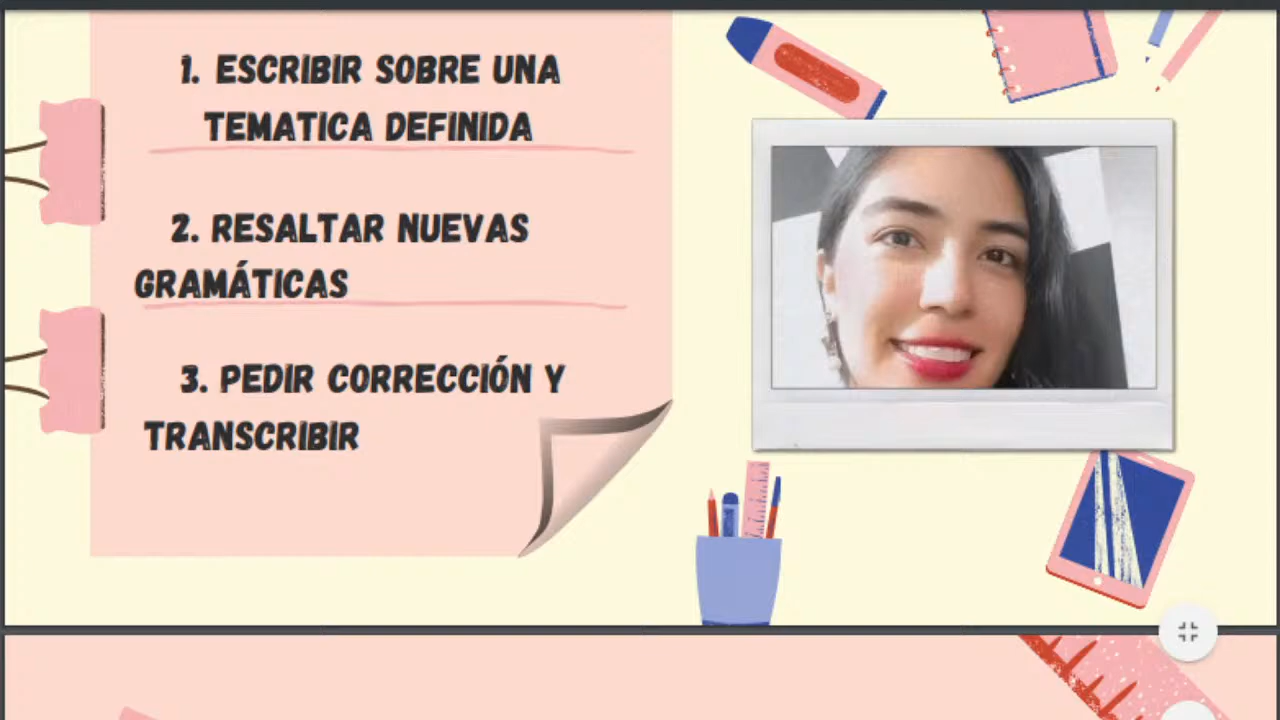 1. ESCRIBIR SOBRE UNA
TEMATICA DEFINIDA
2. RESALTAR NUEVAS
GRAMÁTICAS
3. PEDIR CORRECCIÓN Y
TRANSCRIBIR